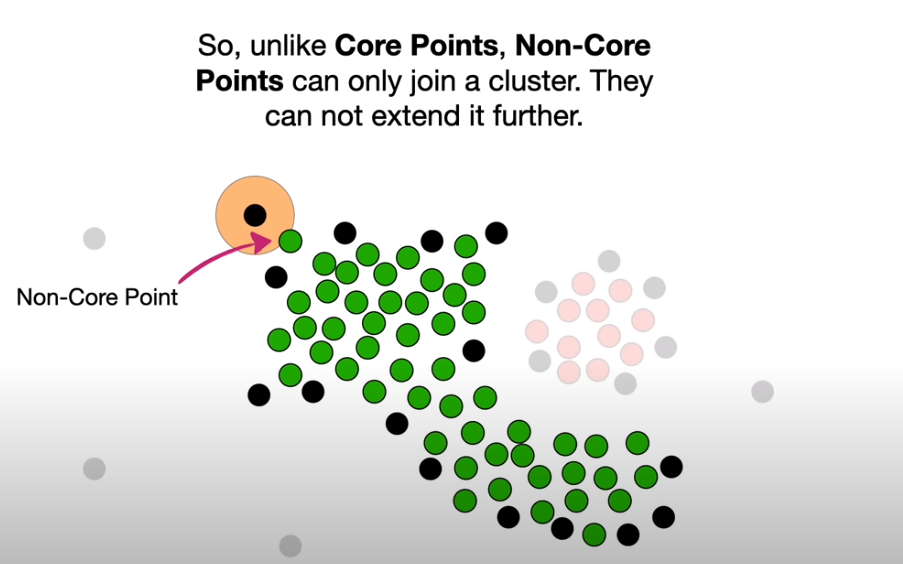 So, unlike Core Points, Non-Core
Points can only join a cluster. They
can not extend it further.
Non-Core Point